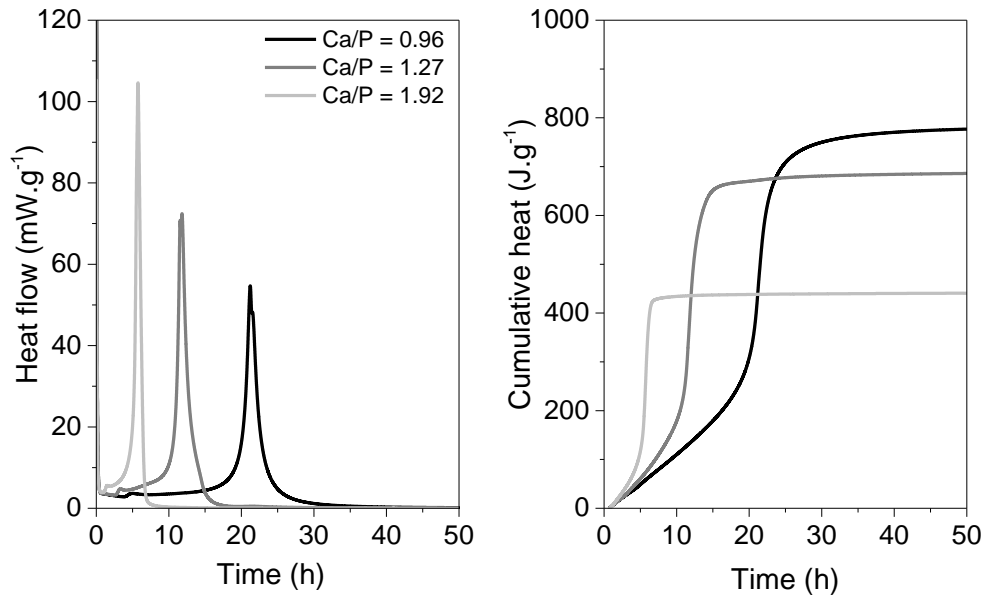 120
100
80
60
40
20
0
Heat flow (mW.g⁻¹)
Ca/P = 0.96
Ca/P = 1.27
Ca/P = 1.92
0 10 20 30 40 50
Time (h)
1000
800
600
400
200
0
Cumulative heat (J.g⁻¹)
0 10 20 30 40 50
Time (h)